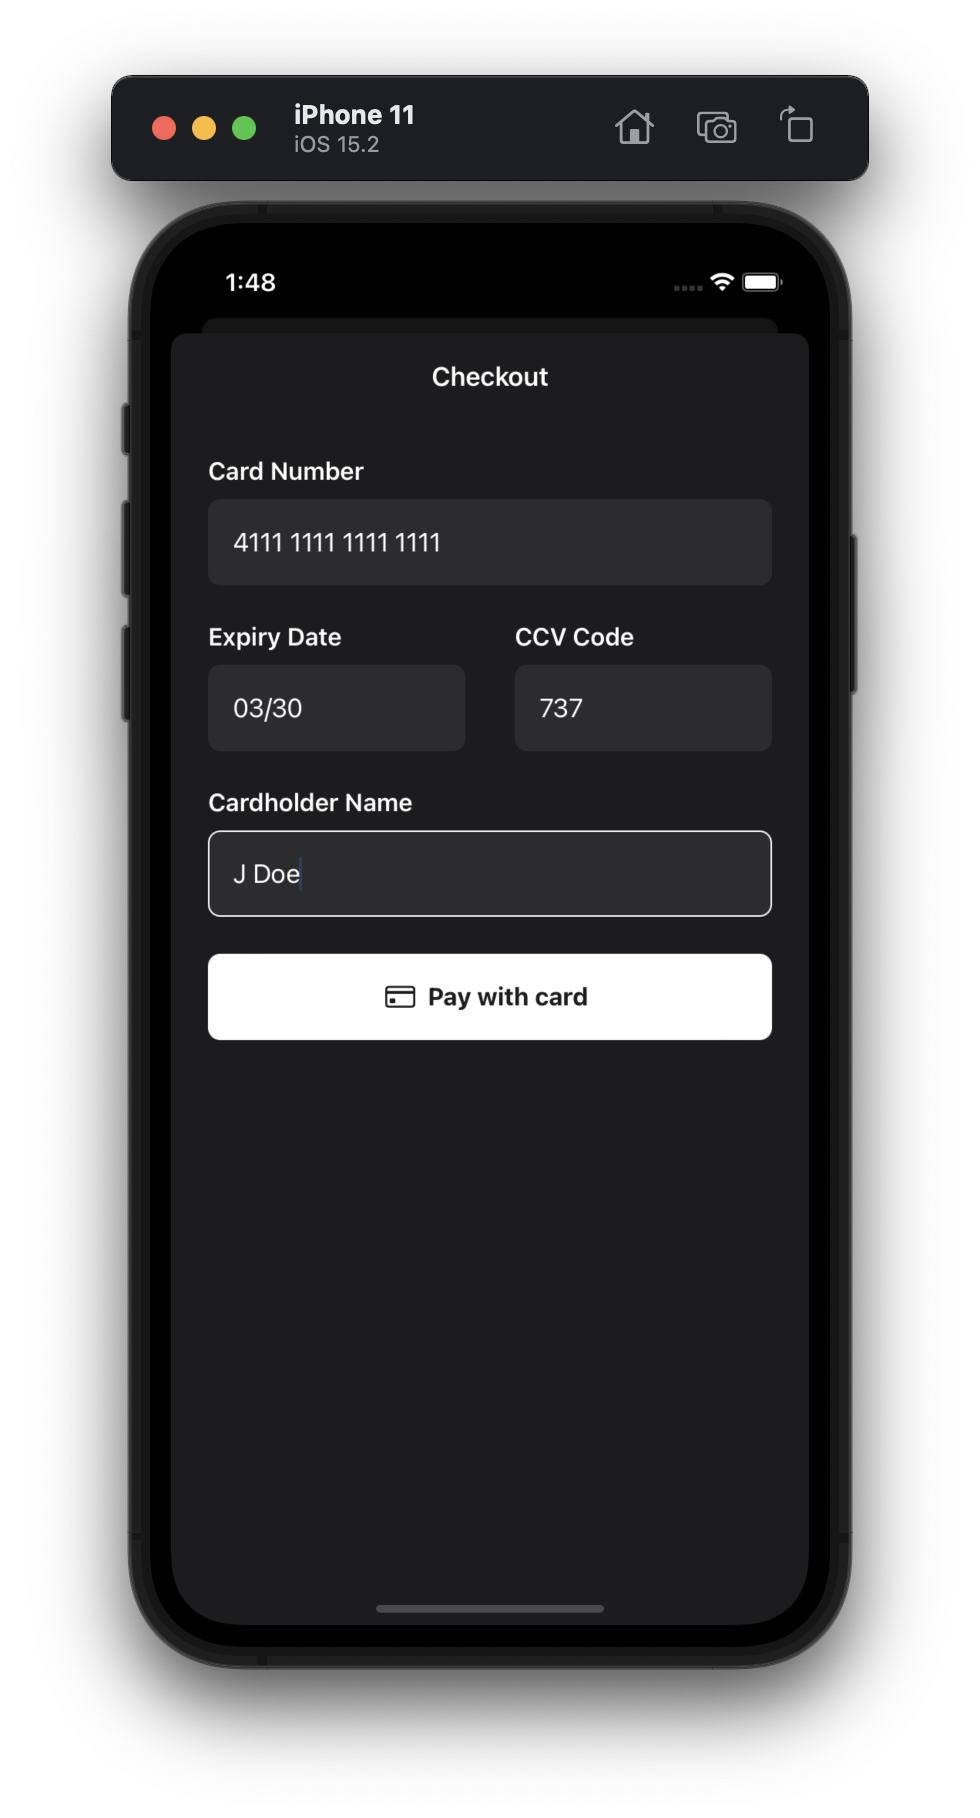 iPhone 11
iOS 15.2
1:48
Checkout
Card Number
4111 1111 1111 1111
Expiry Date
CCV Code
03/30
737
Cardholder Name
J Doe
Pay with card